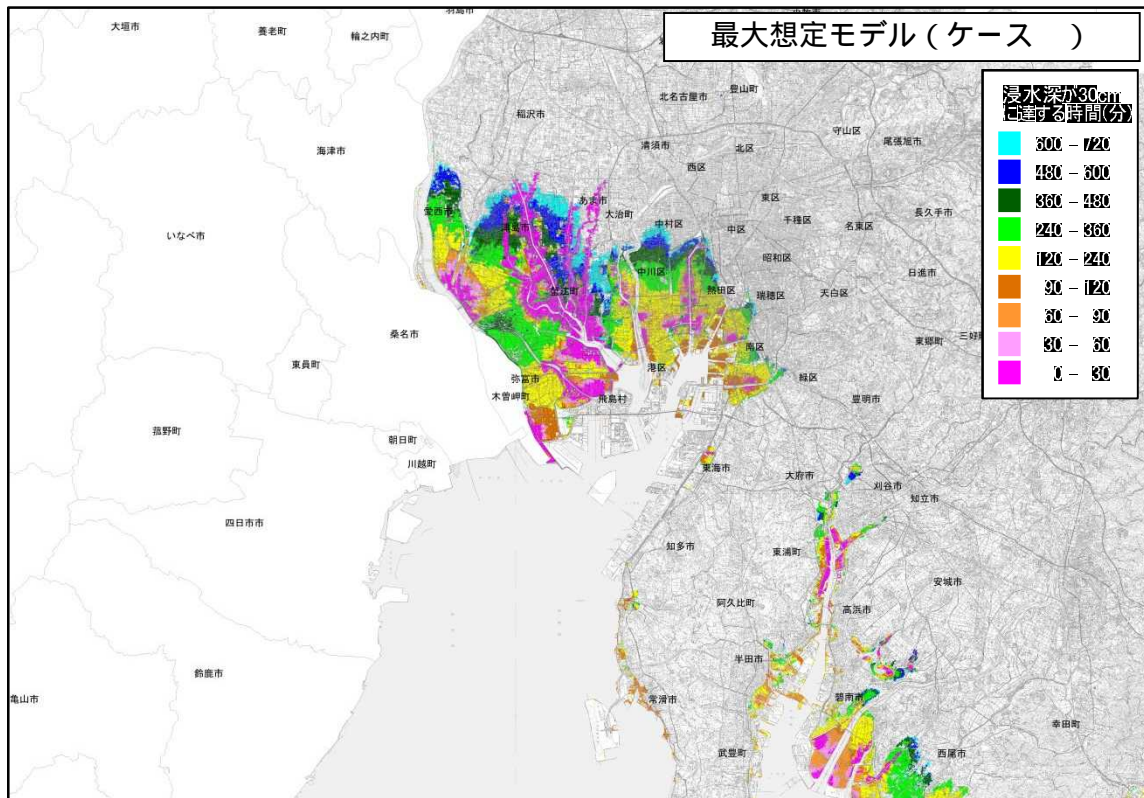 羽島市
大垣市
養老町
輪之内町
最大想定モデル（ケース　）
浸水深が30cm
に達する時間(分)
600 － 720
480 － 600
360 － 480
240 － 360
120 － 240
90 － 120
60 － 90
30 － 60
0 － 30
北名古屋市
豊山町
稲沢市
守山区
尾張旭市
海津市
清須市
北区
西区
東区
あま市
大治町
愛西市
津島市
中村区
中区
千種区
名東区
長久手市
いなべ市
昭和区
中川区
日進市
蟹江町
熱田区
瑞穂区
天白区
桑名市
東郷町
南区
東員町
港区
緑区
弥富市
木曽岬町
飛島村
豊明市
菰野町
朝日町
川越町
東海市
大府市
刈谷市
知立市
四日市市
知多市
東浦町
安城市
阿久比町
高浜市
半田市
鈴鹿市
亀山市
常滑市
碧南市
幸田町
武豊町
西尾市